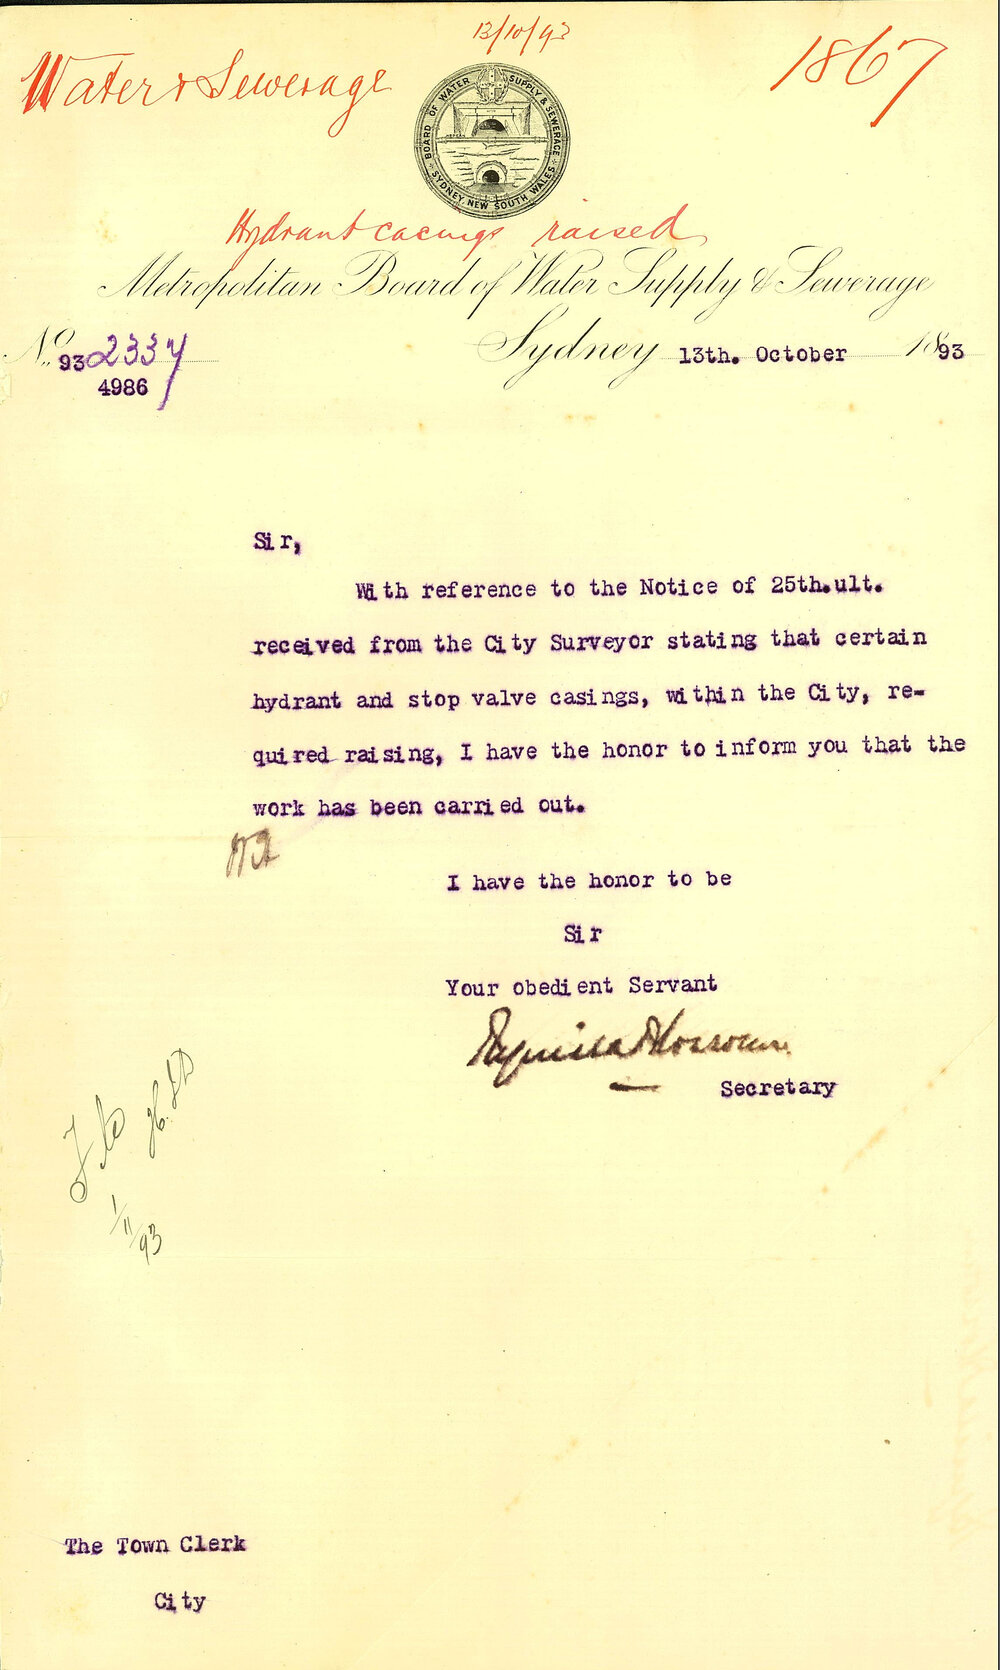 13/10/93
Water & Sewerage
1867
BOARD OF WATER SUPPLY & SEWERAGE
SYDNEY, NEW SOUTH WALES
Hydrant casings raised
Metropolitan Board of Water Supply & Sewerage
No. 93 2337
4986
Sydney 13th. October 1893
Sir,
With reference to the Notice of 25th.ult.
received from the City Surveyor stating that certain
hydrant and stop valve casings, within the City, re-
quired raising, I have the honor to inform you that the
work has been carried out.
I have the honor to be
Sir
Your obedient Servant
Secretary
File
1/11/93
The Town Clerk
City